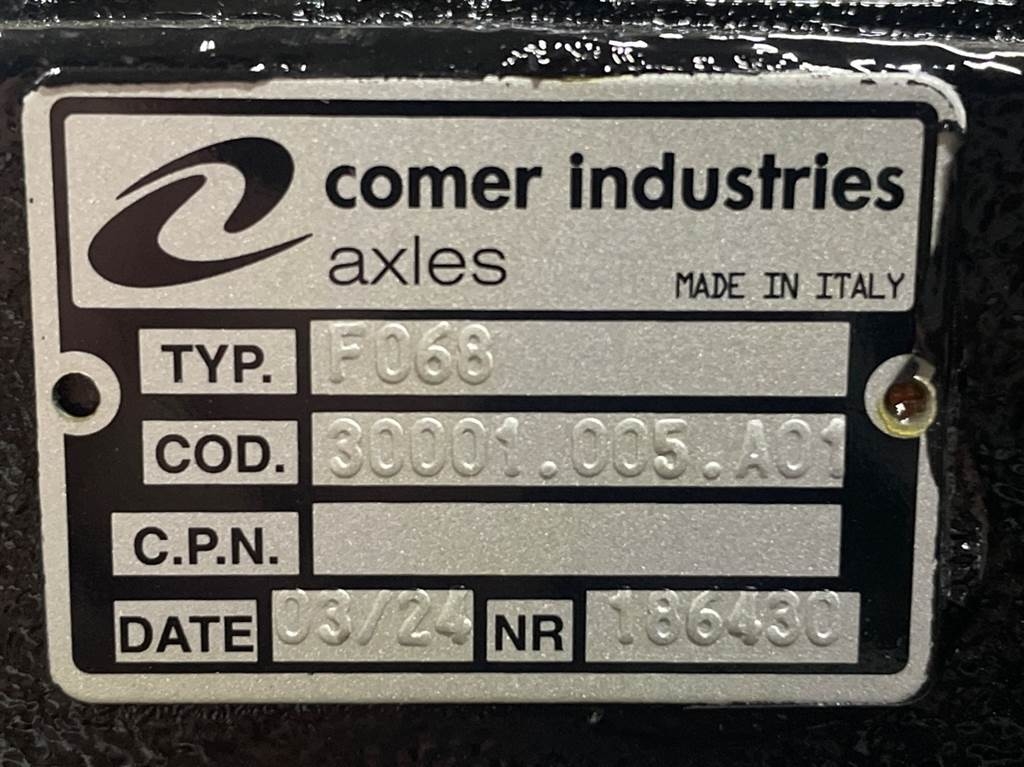 comer industries
axles
MADE IN ITALY
TYP. F068
COD. 30001.005.A01
C.P.N.
DATE 03/24 NR 186430